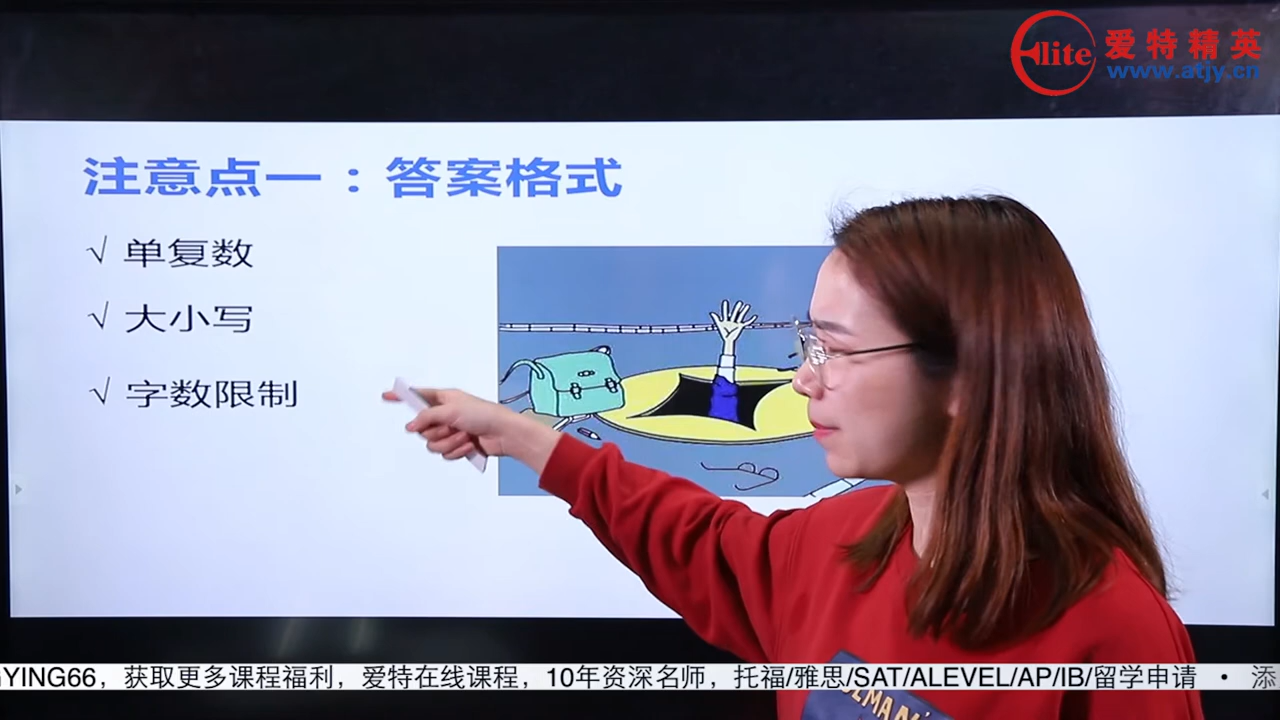 Elite 爱特精英
www.atjy.cn
注意点一：答案格式
√ 单复数
√ 大小写
√ 字数限制
YING66，获取更多课程福利，爱特在线课程，10年资深名师，托福/雅思/SAT/ALEVEL/AP/IB/留学申请 • 添